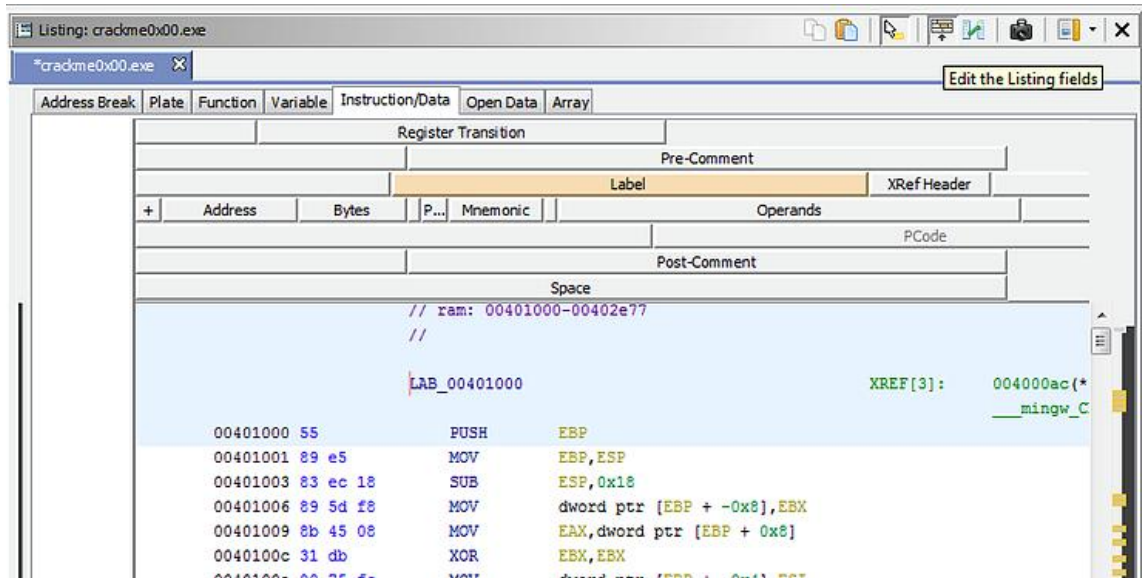 Listing: crackme0x00.exe
*crackme0x00.exe
Edit the Listing fields
Address Break Plate Function Variable Instruction/Data Open Data Array
Register Transition
Pre-Comment
Label XRef Header
+ Address Bytes P... Mnemonic Operands
PCode
Post-Comment
Space
// ram: 00401000-00402e77
//
LAB_00401000 XREF[3]: 004000ac(*
___mingw_C
00401000 55 PUSH EBP
00401001 89 e5 MOV EBP,ESP
00401003 83 ec 18 SUB ESP,0x18
00401006 89 5d f8 MOV dword ptr [EBP + -0x8],EBX
00401009 8b 45 08 MOV EAX,dword ptr [EBP + 0x8]
0040100c 31 db XOR EBX,EBX